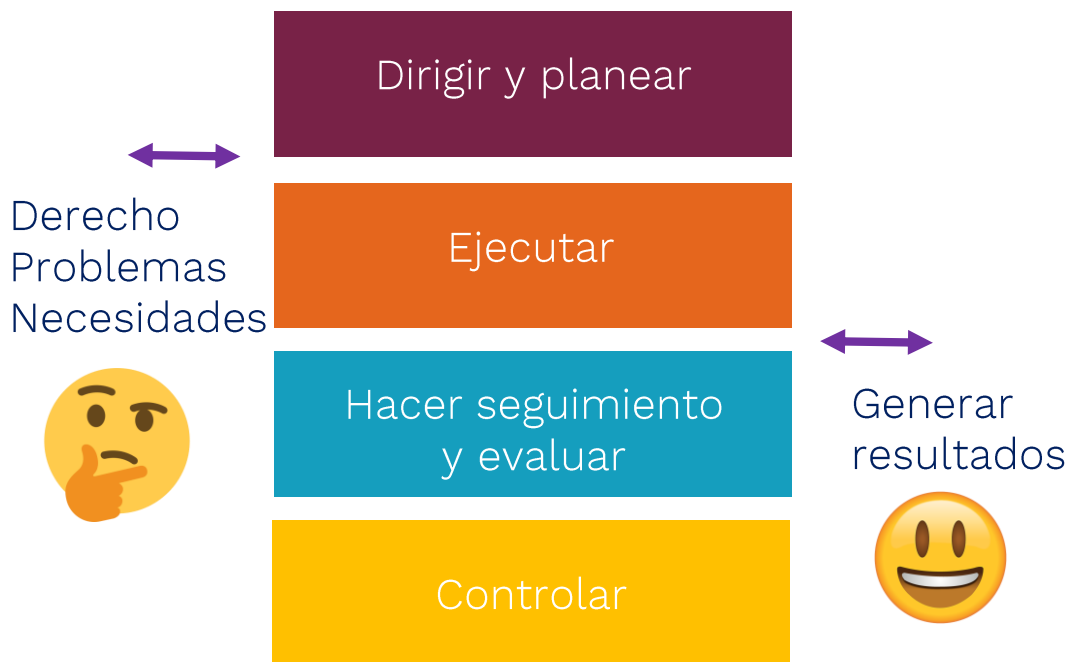 Dirigir y planear
Derecho
Problemas
Necesidades
Ejecutar
Hacer seguimiento
y evaluar
Generar
resultados
Controlar